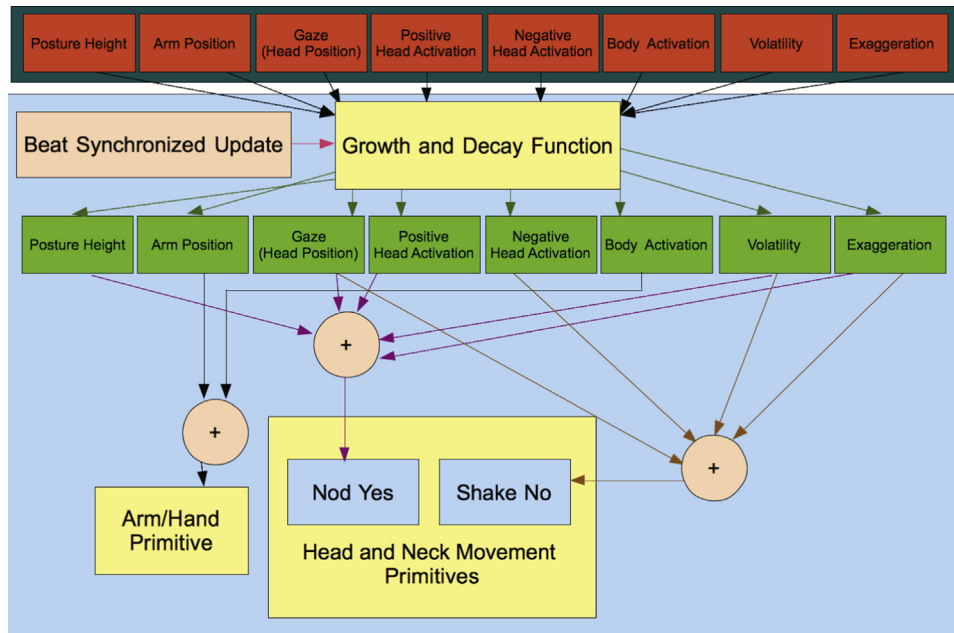 Posture Height
Arm Position
Gaze
(Head Position)
Positive
Head Activation
Negative
Head Activation
Body Activation
Volatility
Exaggeration
Beat Synchronized Update
Growth and Decay Function
Posture Height
Arm Position
Gaze
(Head Position)
Positive
Head Activation
Negative
Head Activation
Body Activation
Volatility
Exaggeration
+
+
+
Nod Yes
Shake No
Arm/Hand
Primitive
Head and Neck Movement
Primitives